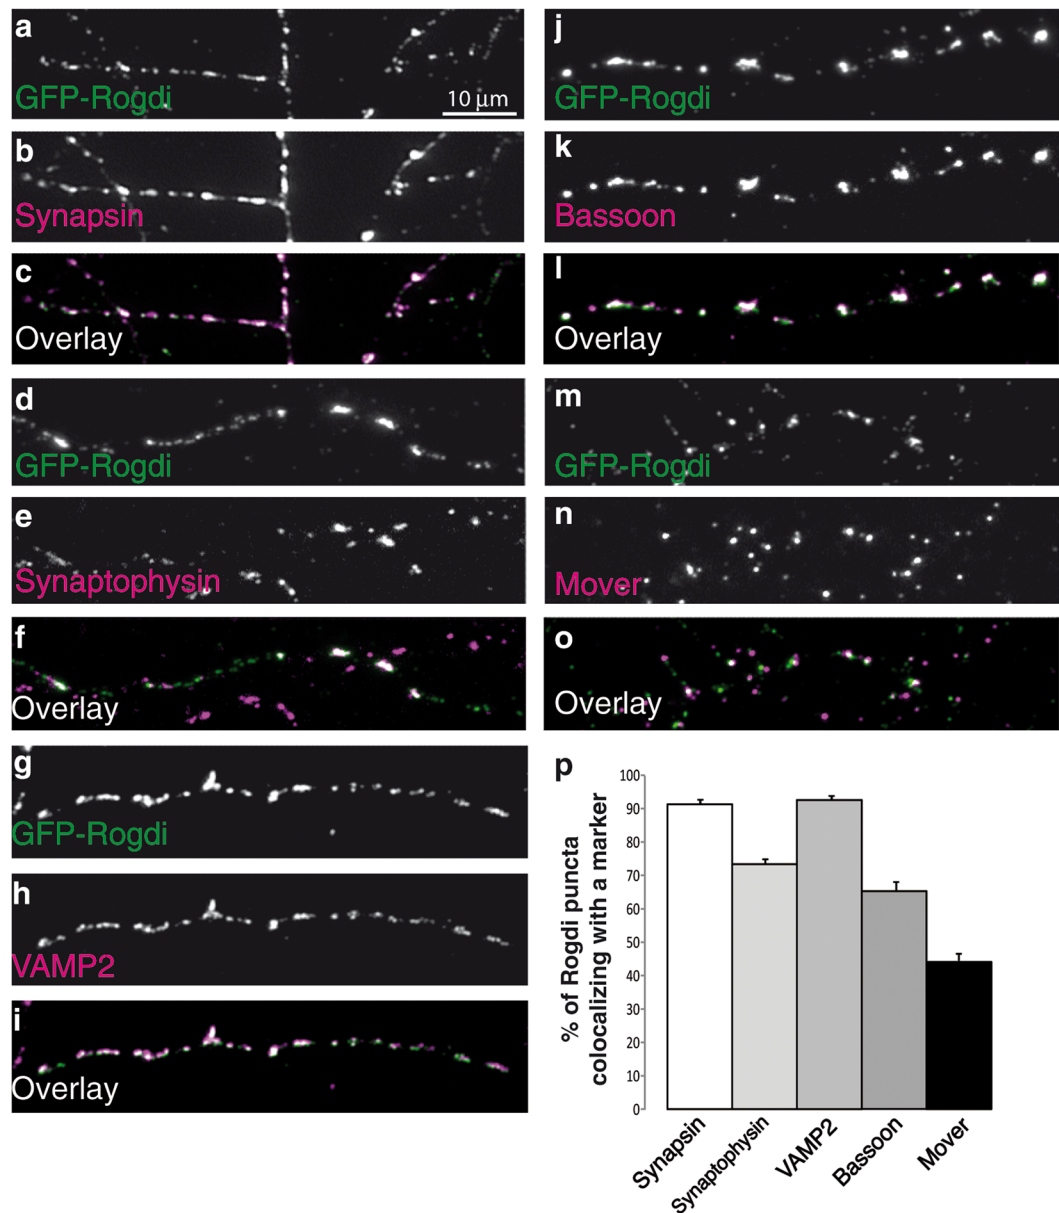 a
GFP-Rogdi
10 µm
b
Synapsin
c
Overlay
d
GFP-Rogdi
e
Synaptophysin
f
Overlay
g
GFP-Rogdi
h
VAMP2
i
Overlay
j
GFP-Rogdi
k
Bassoon
l
Overlay
m
GFP-Rogdi
n
Mover
o
Overlay
p
% of Rogdi puncta
colocalizing with a marker
100
90
80
70
60
50
40
30
20
10
0
Synapsin
Synaptophysin
VAMP2
Bassoon
Mover